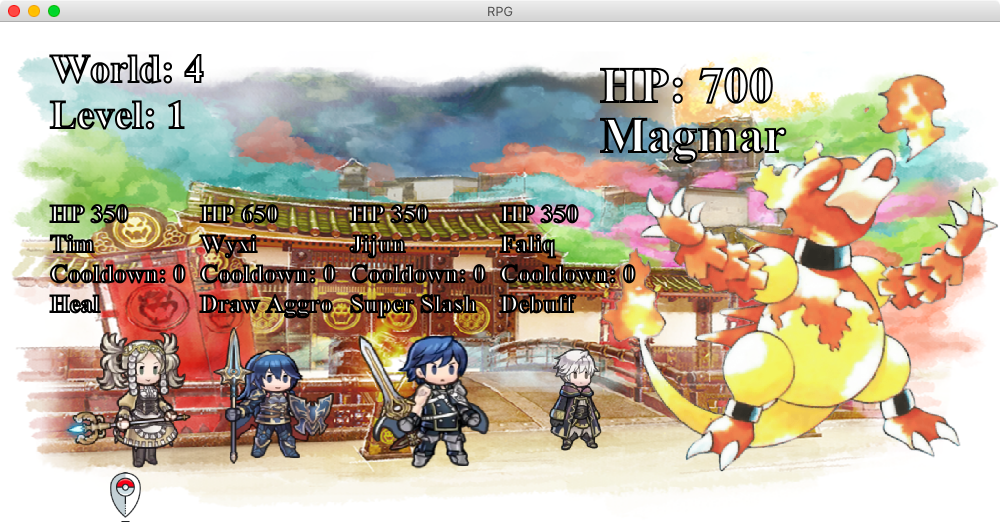 RPG
World: 4
Level: 1
HP: 700
Magmar
HP 350
Tim
Cooldown: 0
Heal
HP 650
Wyxi
Cooldown: 0
Draw Aggro
HP 350
Jijun
Cooldown: 0
Super Slash
HP 350
Faliq
Cooldown: 0
Debuff